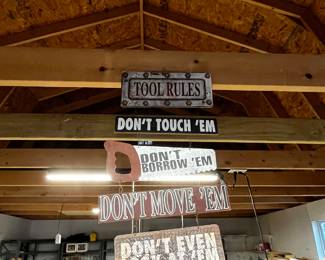 TOOL RULES
DON'T TOUCH 'EM
DON'T
BORROW 'EM
DON'T MOVE 'EM
DON'T EVEN